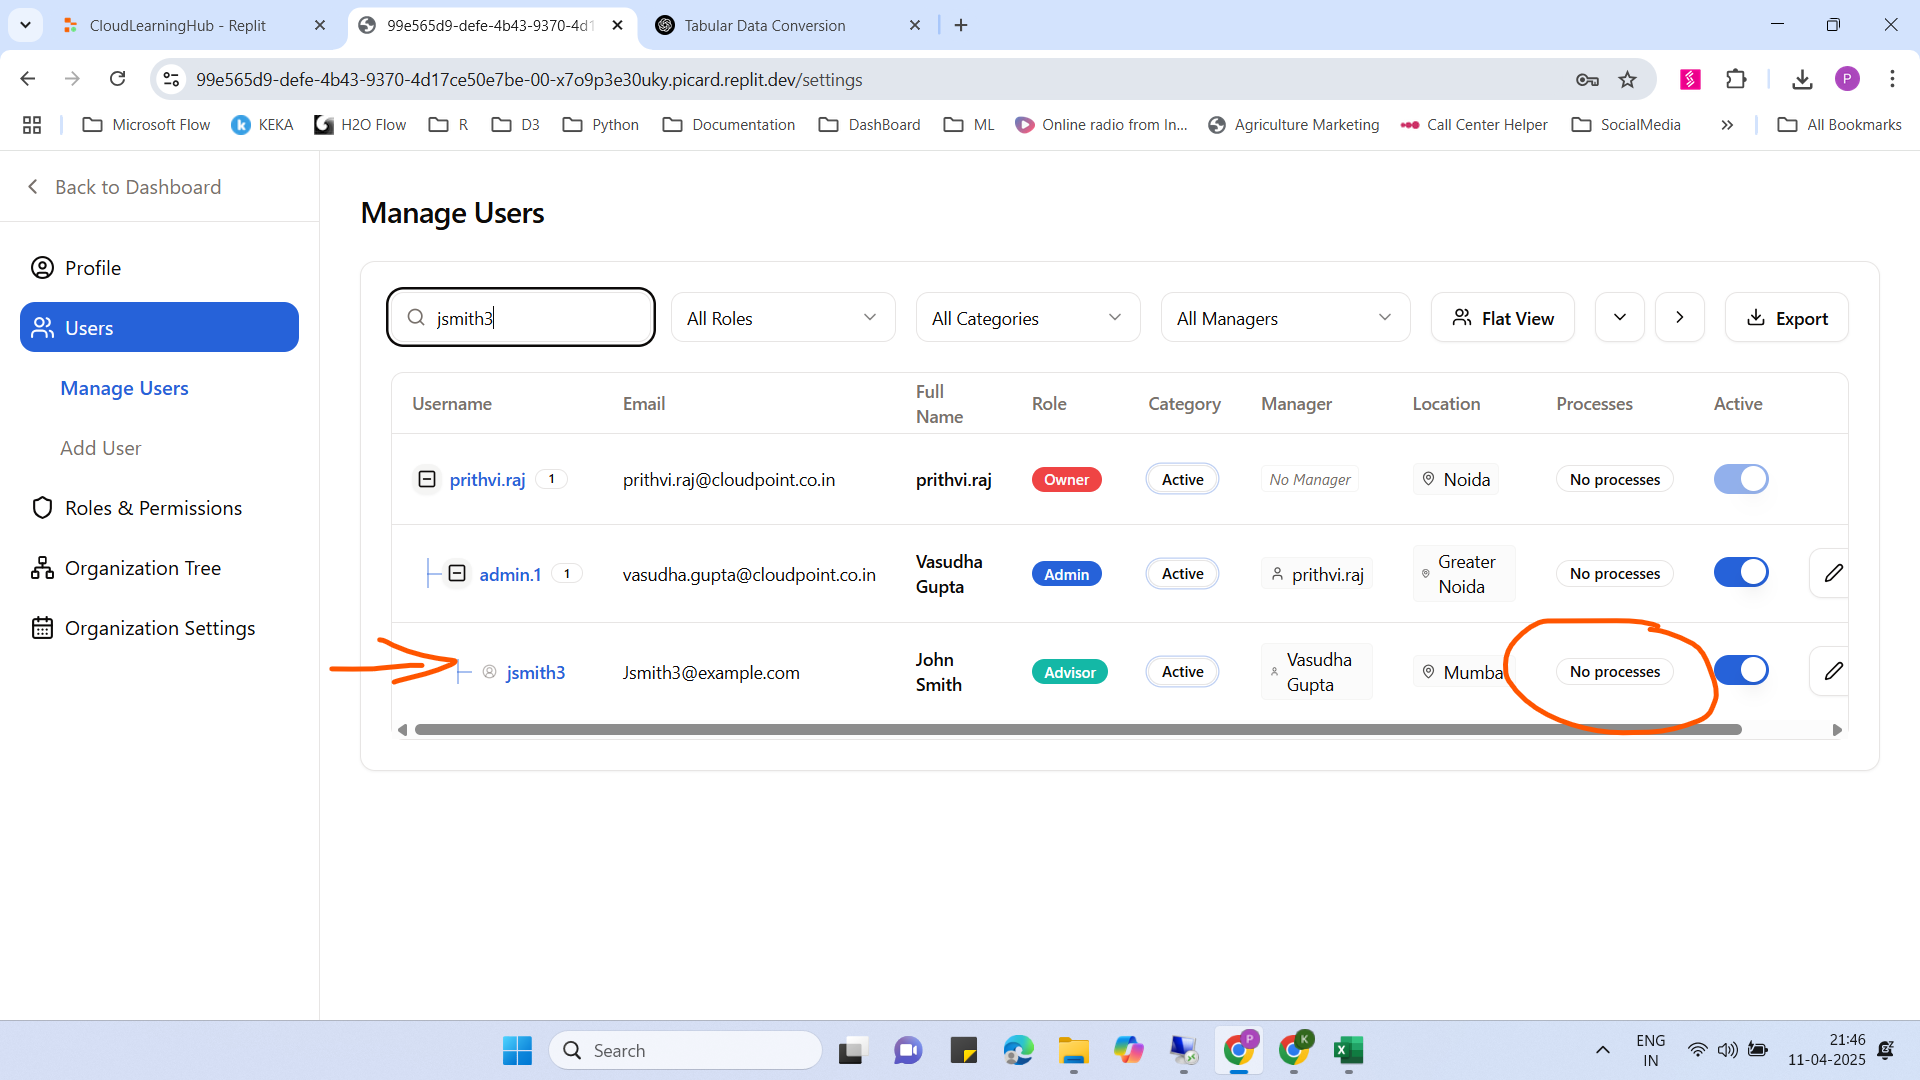 CloudLearningHub - Replit
99e565d9-defe-4b43-9370-4d1
Tabular Data Conversion
99e565d9-defe-4b43-9370-4d17ce50e7be-00-x7o9p3e30uky.picard.replit.dev/settings
P
Microsoft Flow
KEKA
H2O Flow
R
D3
Python
Documentation
DashBoard
ML
Online radio from In...
Agriculture Marketing
Call Center Helper
SocialMedia
All Bookmarks
Back to Dashboard
Profile
Users
Manage Users
Add User
Roles & Permissions
Organization Tree
Organization Settings
Manage Users
jsmith3
All Roles
All Categories
All Managers
Flat View
Export
Username
Email
Full
Name
Role
Category
Manager
Location
Processes
Active
prithvi.raj 1
prithvi.raj@cloudpoint.co.in
prithvi.raj
Owner
Active
No Manager
Noida
No processes
admin.1 1
vasudha.gupta@cloudpoint.co.in
Vasudha
Gupta
Admin
Active
prithvi.raj
Greater
Noida
No processes
jsmith3
Jsmith3@example.com
John
Smith
Advisor
Active
Vasudha
Gupta
Mumba
No processes
Search
P
K
ENG
IN
21:46
11-04-2025